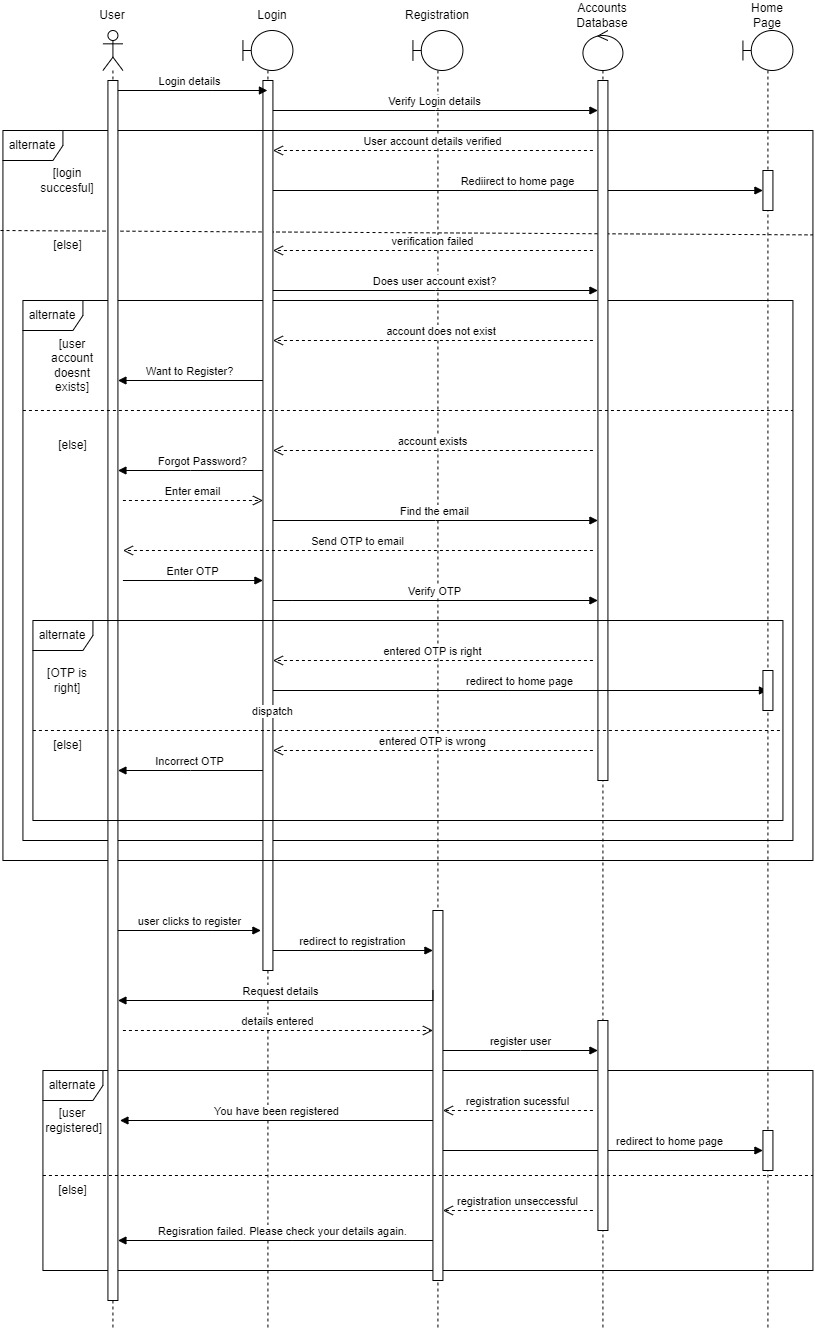 User
Login
Registration
Accounts
Database
Home
Page
Login details
Verify Login details
alternate
User account details verified
[login
succesful]
Rediirect to home page
[else]
verification failed
Does user account exist?
alternate
account does not exist
[user
account
doesnt
exists]
Want to Register?
[else]
account exists
Forgot Password?
Enter email
Find the email
Send OTP to email
Enter OTP
Verify OTP
alternate
entered OTP is right
[OTP is
right]
redirect to home page
dispatch
[else]
entered OTP is wrong
Incorrect OTP
user clicks to register
redirect to registration
Request details
details entered
register user
alternate
registration sucessful
[user
registered]
You have been registered
redirect to home page
[else]
registration unseccessful
Regisration failed. Please check your details again.